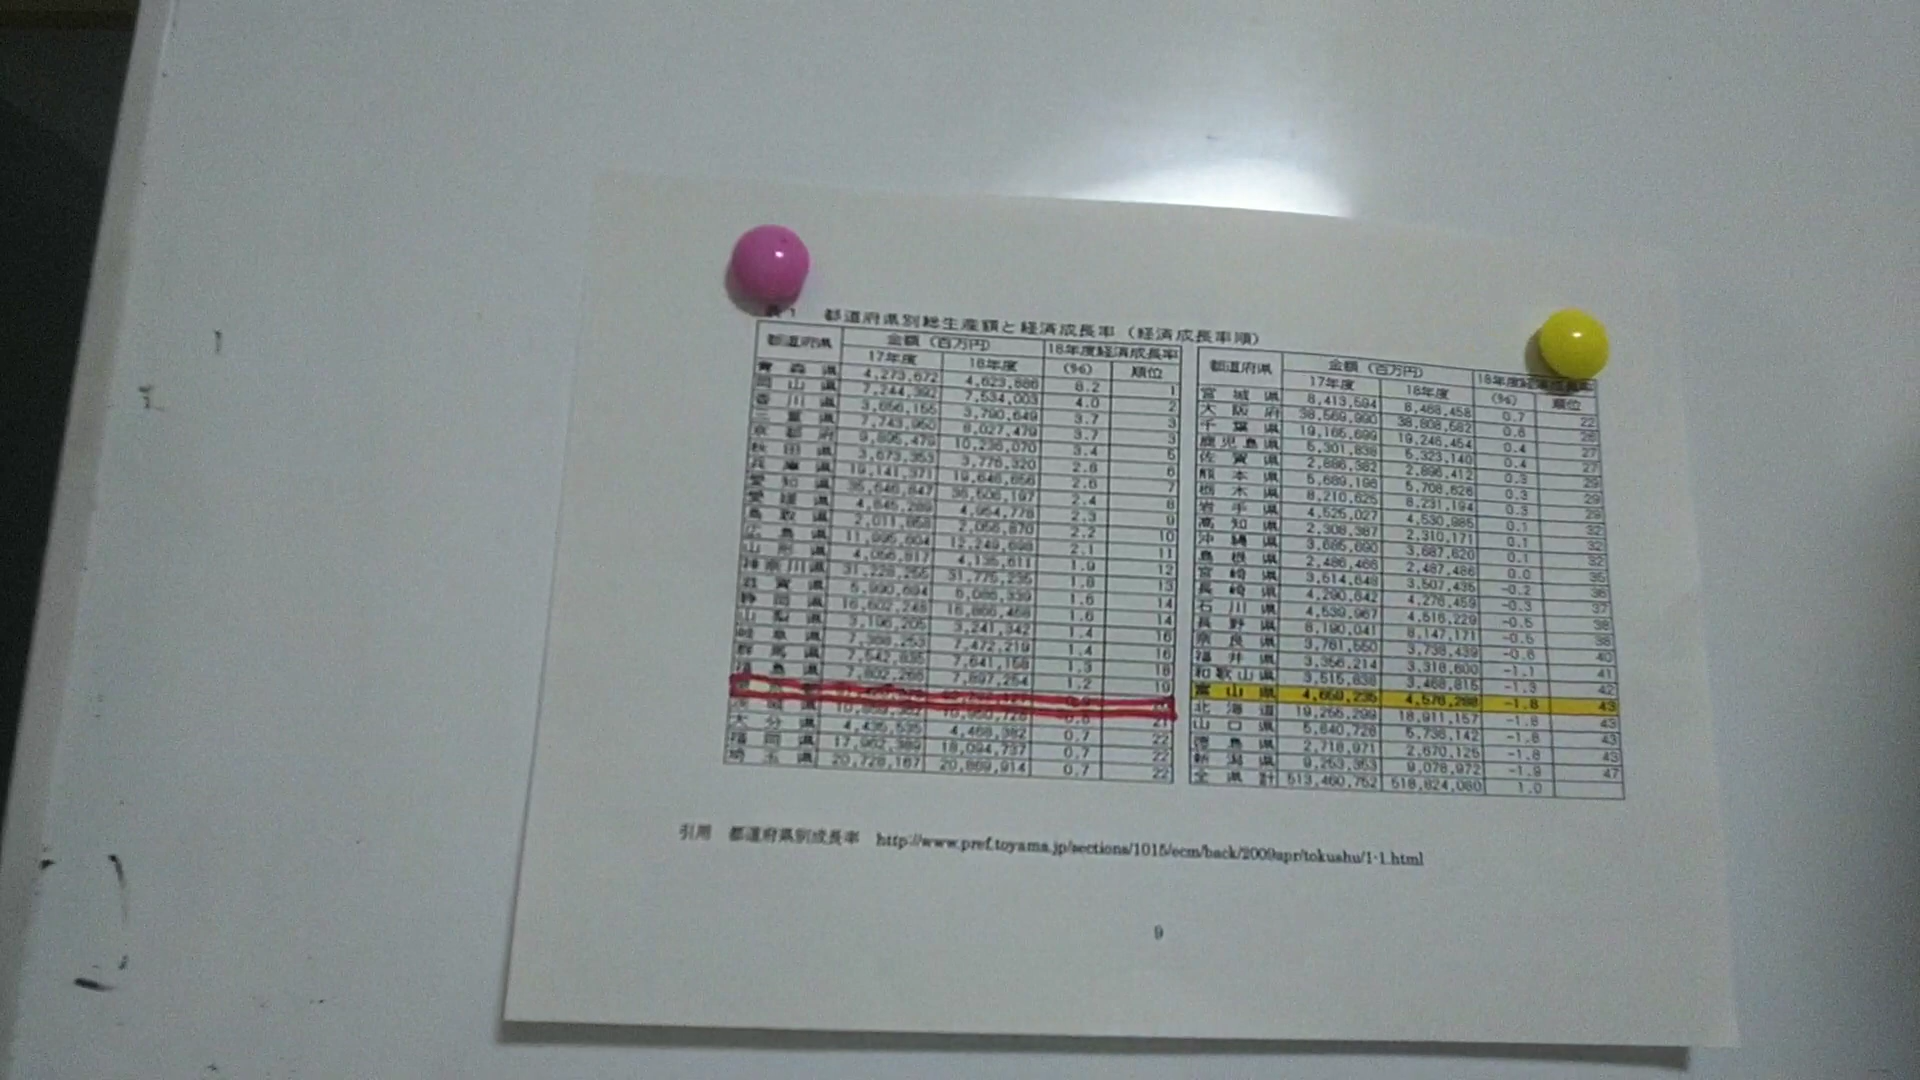 表1 都道府県別総生産額と経済成長率（経済成長率順）
都道府県 金額（百万円） 18年度経済成長率
17年度 18年度 (%) 順位
青森県 4,273,672 4,623,886 8.2 1
岡山県 7,244,392 7,534,003 4.0 2
香川県 3,656,155 3,790,649 3.7 3
三重県 7,743,950 8,027,479 3.7 3
京都府 9,895,479 10,236,070 3.4 5
秋田県 3,673,353 3,776,320 2.8 6
兵庫県 19,141,371 19,646,656 2.6 7
愛知県 35,646,847 36,506,197 2.4 8
愛媛県 4,845,289 4,954,778 2.3 9
鳥取県 2,011,858 2,056,870 2.2 10
広島県 11,995,604 12,249,698 2.1 11
山形県 4,056,817 4,135,611 1.9 12
神奈川県 31,228,255 31,775,235 1.8 13
滋賀県 5,990,694 6,086,339 1.6 14
静岡県 16,602,248 16,866,468 1.6 14
山梨県 3,196,205 3,241,342 1.4 16
岐阜県 7,368,253 7,472,219 1.4 16
群馬県 7,542,835 7,641,158 1.3 18
福島県 7,802,265 7,897,254 1.2 19
県 0.8 21
大分県 4,435,535 4,468,382 0.7 22
福岡県 17,962,389 18,094,737 0.7 22
埼玉県 20,728,167 20,869,914 0.7 22
都道府県 金額（百万円） 18年度経済成長率
17年度 18年度 (%) 順位
宮城県 8,413,594 8,468,458 0.7 22
大阪府 38,569,990 38,808,582 0.6 26
千葉県 19,165,699 19,246,454 0.4 27
鹿児島県 5,301,838 5,323,140 0.4 27
佐賀県 2,886,382 2,896,412 0.3 29
熊本県 5,689,198 5,708,626 0.3 29
栃木県 8,210,625 8,231,194 0.3 29
岩手県 4,525,027 4,530,985 0.1 32
高知県 2,308,387 2,310,171 0.1 32
沖縄県 3,685,690 3,687,620 0.1 32
島根県 2,486,466 2,487,486 0.0 35
宮崎県 3,514,648 3,507,435 -0.2 36
長崎県 4,290,842 4,276,459 -0.3 37
石川県 4,539,967 4,516,229 -0.5 38
長野県 8,190,041 8,147,171 -0.5 38
奈良県 3,761,550 3,738,439 -0.6 40
福井県 3,356,214 3,318,600 -1.1 41
和歌山県 3,515,838 3,468,815 -1.3 42
富山県 4,659,235 4,576,288 -1.8 43
北海道 19,255,299 18,911,157 -1.8 43
山口県 5,840,728 5,736,142 -1.8 43
徳島県 2,718,971 2,670,125 -1.8 43
新潟県 9,253,353 9,078,972 -1.9 47
全県計 513,460,752 518,824,080 1.0
引用 都道府県別成長率 http://www.pref.toyama.jp/sections/1015/ecm/back/2009apr/tokushu/1-1.html
9